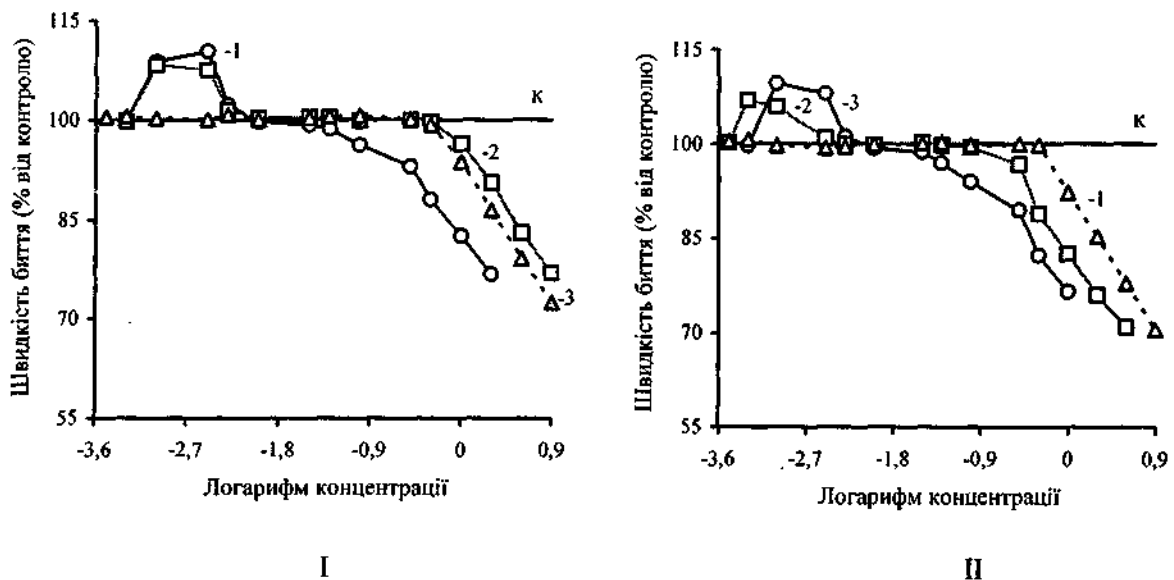 115
100
85
70
55
Швидкість биття (% від контролю)
-3,6 -2,7 -1,8 -0,9 0 0,9
Логарифм концентрації
-1
-2
-3
К
I
115
100
85
70
55
Швидкість биття (% від контролю)
-3,6 -2,7 -1,8 -0,9 0 0,9
Логарифм концентрації
-2
-3
-1
К
II